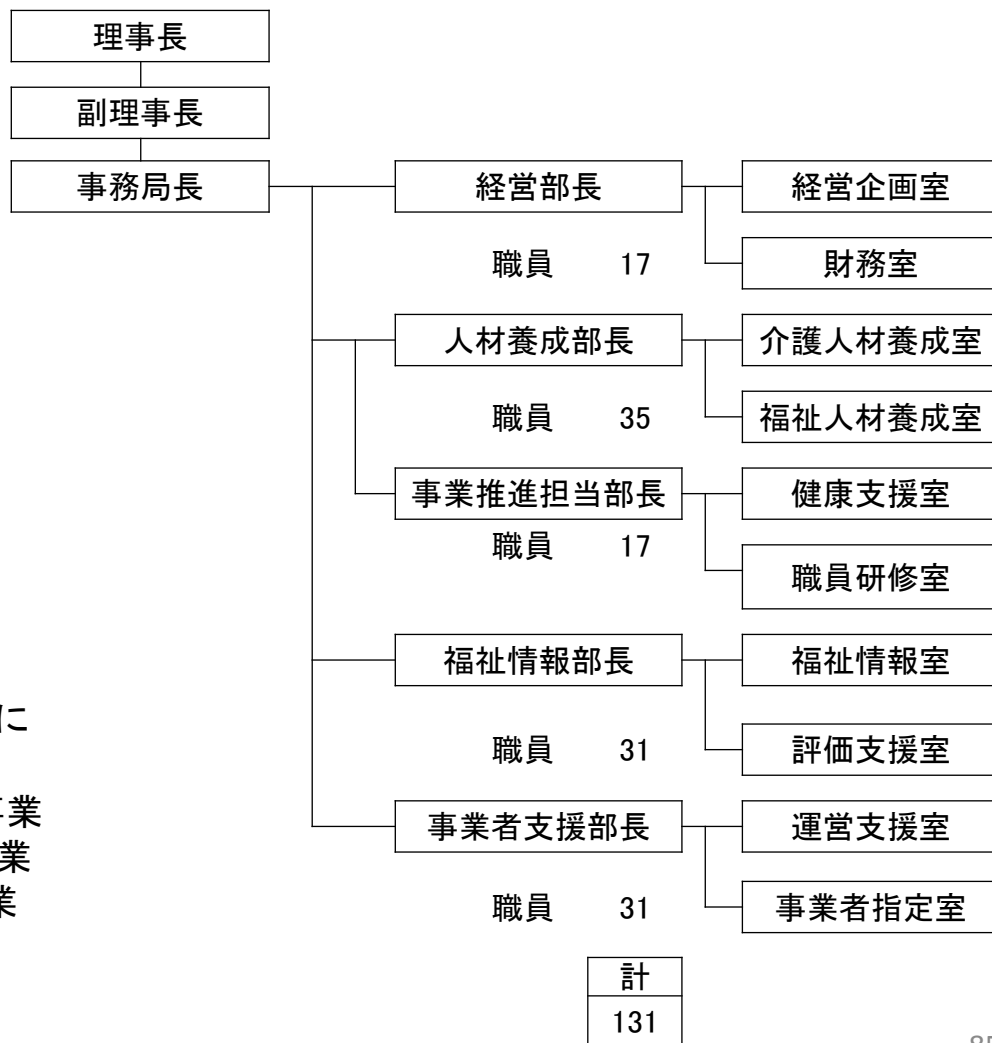 理事長
副理事長
事務局長
経営部長
経営企画室
職員 17
財務室
人材養成部長
介護人材養成室
職員 35
福祉人材養成室
事業推進担当部長
健康支援室
職員 17
職員研修室
福祉情報部長
福祉情報室
に
職員 31
評価支援室
事業
業
業
事業者支援部長
運営支援室
職員 31
事業者指定室
計
131